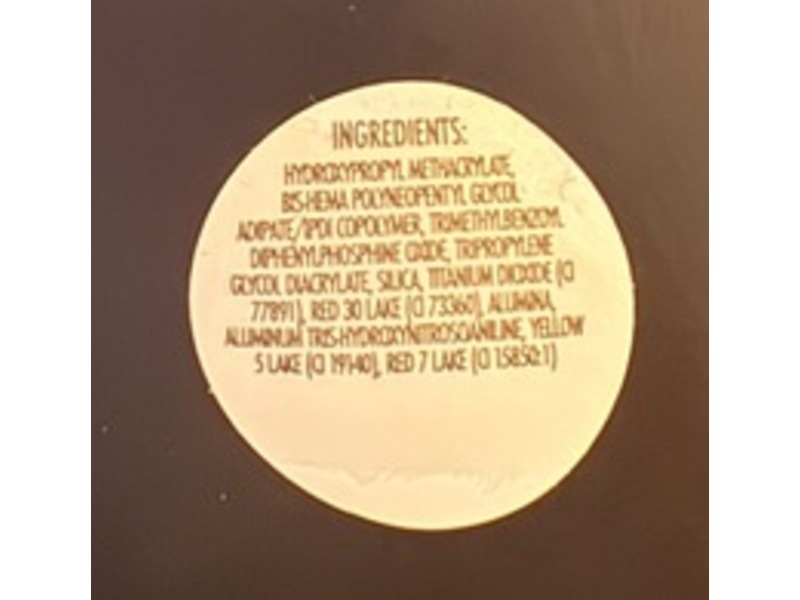 INGREDIENTS:
HYDROXYPROPYL METHACRYLATE,
BIS-HEMA POLYNEOPENTYL GLYCOL
ADIPATE/IPDI COPOLYMER, TRIMETHYLBENZOYL
DIPHENYLPHOSPHINE OXIDE, TRIPROPYLENE
GLYCOL DIACRYLATE, SILICA, TITANIUM DIOXIDE (CI
77891), RED 30 LAKE (CI 73360), ALUMINA,
ALUMINUM TRIS-HYDROXYNITROSOANILINE, YELLOW
5 LAKE (CI 19140), RED 7 LAKE (CI 15850:1)